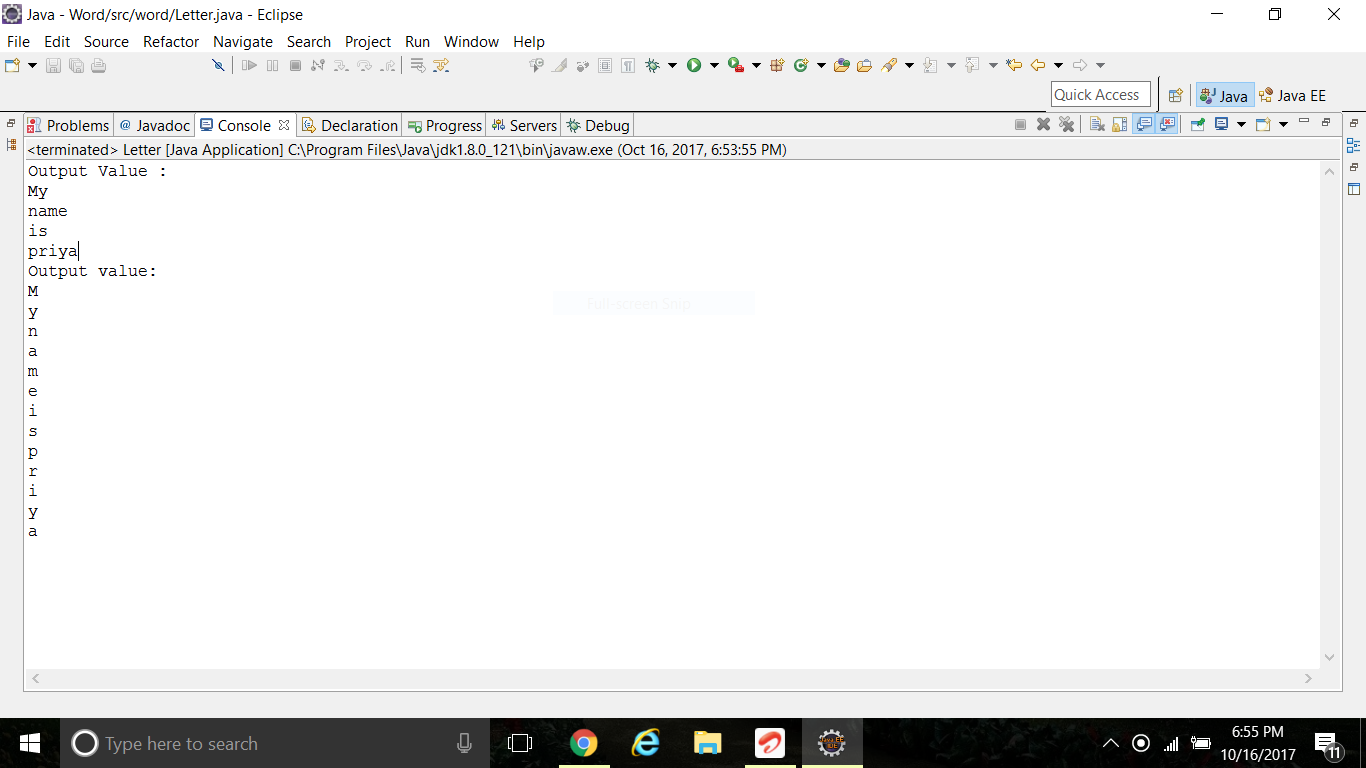 Java - Word/src/word/Letter.java - Eclipse
File Edit Source Refactor Navigate Search Project Run Window Help
Quick Access
Java
Java EE
Problems
@ Javadoc
Console
Declaration
Progress
Servers
Debug
<terminated> Letter [Java Application] C:\Program Files\Java\jdk1.8.0_121\bin\javaw.exe (Oct 16, 2017, 6:53:55 PM)
Output Value :
My
name
is
priya
Output value:
M
y
n
a
m
e
i
s
p
r
i
y
a
Full-screen Snip
Type here to search
6:55 PM
10/16/2017
11